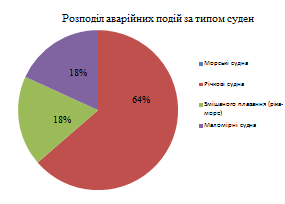 Розподіл аварійних подій за типом суден
Морські судна
Річкові судна
Змішаного плавання (ріка-
море)
Маломірні судна
18%
64%
18%